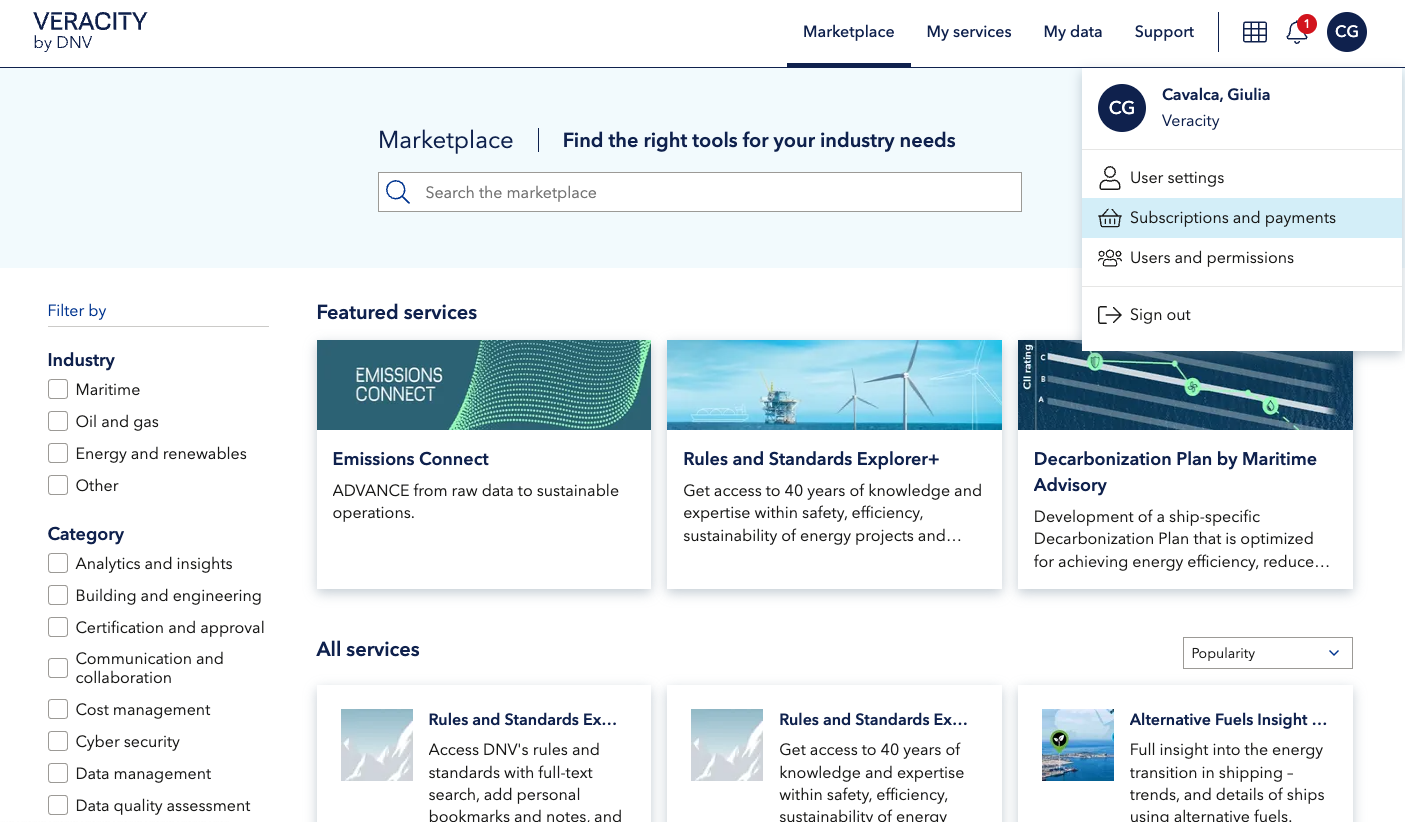 VERACITY
by DNV
Marketplace
My services
My data
Support
1
CG
CG
Cavalca, Giulia
Veracity
User settings
Subscriptions and payments
Users and permissions
Sign out
Marketplace
Find the right tools for your industry needs
Search the marketplace
Filter by
Industry
Maritime
Oil and gas
Energy and renewables
Other
Category
Analytics and insights
Building and engineering
Certification and approval
Communication and
collaboration
Cost management
Cyber security
Data management
Data quality assessment
Featured services
EMISSIONS
CONNECT
Emissions Connect
ADVANCE from raw data to sustainable
operations.
Rules and Standards Explorer+
Get access to 40 years of knowledge and
expertise within safety, efficiency,
sustainability of energy projects and…
CII rating
C
B
A
Decarbonization Plan by Maritime
Advisory
Development of a ship-specific
Decarbonization Plan that is optimized
for achieving energy efficiency, reduce…
All services
Popularity
Rules and Standards Ex…
Access DNV's rules and
standards with full-text
search, add personal
bookmarks and notes, and
Rules and Standards Ex…
Get access to 40 years of
knowledge and expertise
within safety, efficiency,
sustainability of energy
Alternative Fuels Insight …
Full insight into the energy
transition in shipping –
trends, and details of ships
using alternative fuels.